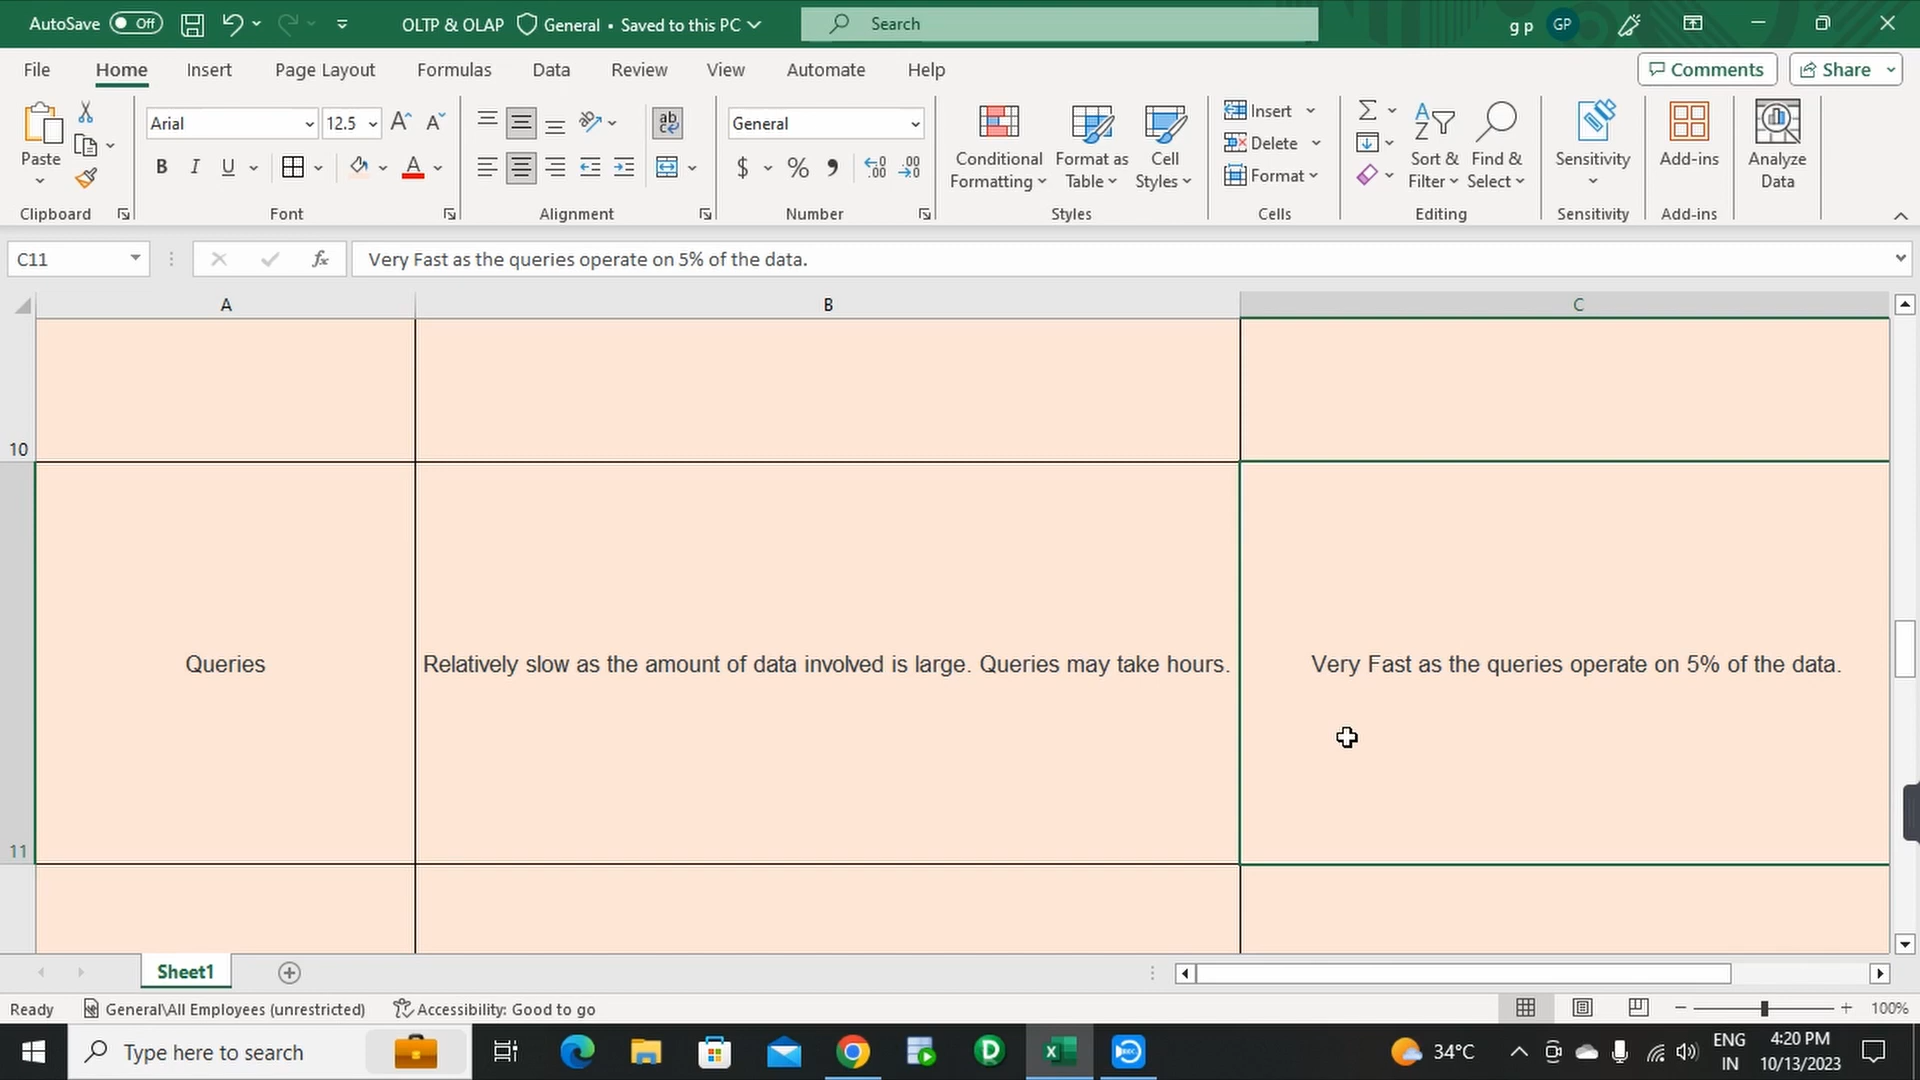 AutoSave Off OLTP & OLAP General • Saved to this PC Search g p GP
File Home Insert Page Layout Formulas Data Review View Automate Help Comments Share
Paste Arial 12.5 General Conditional Formatting Format as Table Cell Styles Insert Delete Format Sort & Filter Find & Select Sensitivity Add-ins Analyze Data
B I U A $ % 9
Clipboard Font Alignment Number Styles Cells Editing Sensitivity Add-ins
C11 fx Very Fast as the queries operate on 5% of the data.
A B C
10
Queries Relatively slow as the amount of data involved is large. Queries may take hours. Very Fast as the queries operate on 5% of the data.
11
Sheet1
Ready General\All Employees (unrestricted) Accessibility: Good to go 100%
Type here to search 34°C ENG 4:20 PM
IN 10/13/2023